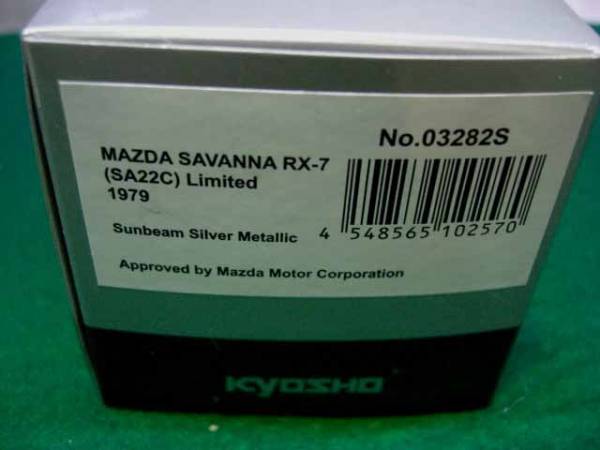 No.03282S
MAZDA SAVANNA RX-7
(SA22C) Limited
1979
Sunbeam Silver Metallic
4 548565 102570
Approved by Mazda Motor Corporation
KYOSHO